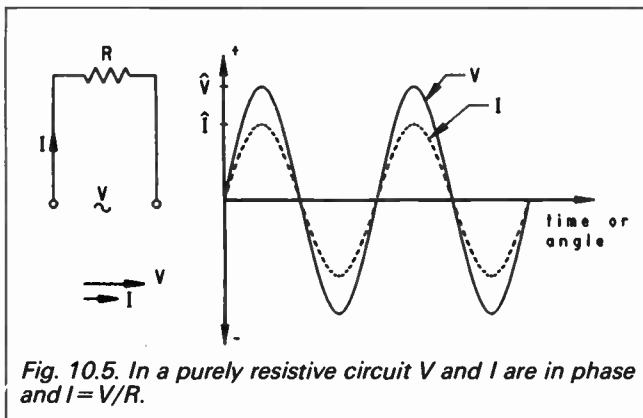 R
I
V
~
V
I
+
V̂
Î
V
I
time or
angle
-
Fig. 10.5. In a purely resistive circuit V and I are in phase
and I=V/R.